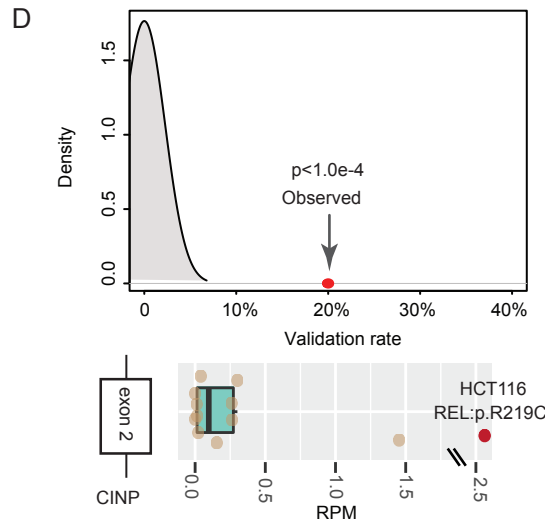 D
1.5
1.0
0.5
0.0
Density
p<1.0e-4
Observed
0 10% 20% 30% 40%
Validation rate
exon 2
CINP
HCT116
REL:p.R219C
0.0 0.5 1.0 1.5 2.5
RPM